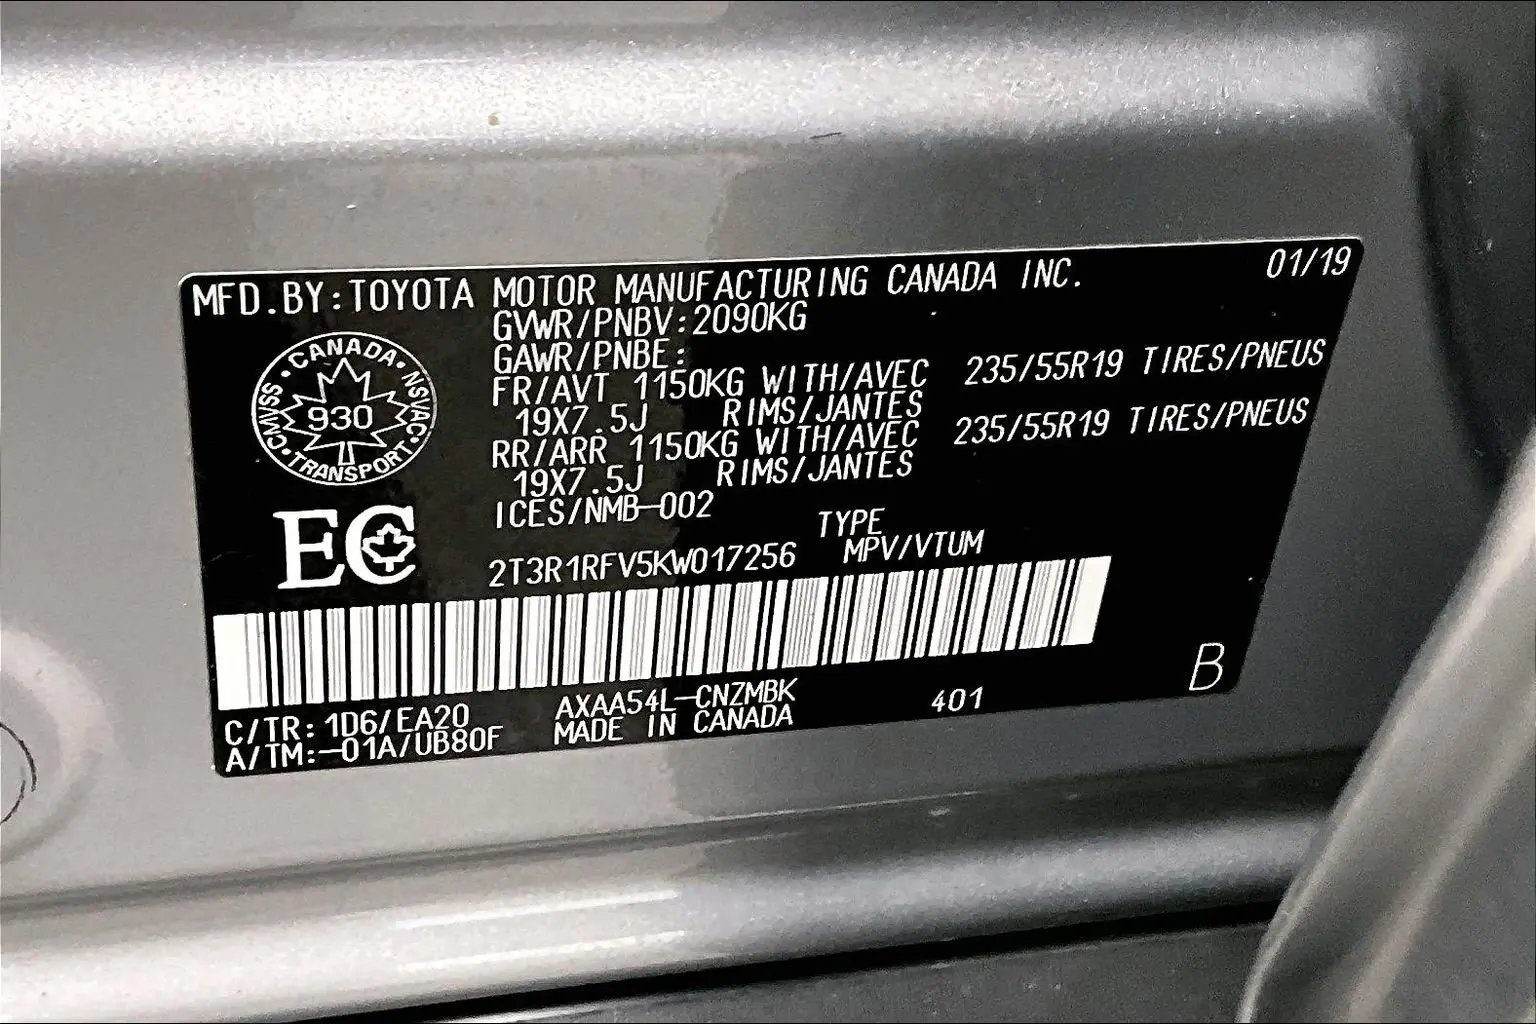 MFD.BY:TOYOTA MOTOR MANUFACTURING CANADA INC. 01/19
GVWR/PNBV:2090KG
GAWR/PNBE:
FR/AVT 1150KG WITH/AVEC 235/55R19 TIRES/PNEUS
19X7.5J RIMS/JANTES
RR/ARR 1150KG WITH/AVEC 235/55R19 TIRES/PNEUS
19X7.5J RIMS/JANTES
ICES/NMB-002
CANADA • NSVAC • TRANSPORT • CMVSS •
930
EC
TYPE
2T3R1RFV5KW017256 MPV/VTUM
B
C/TR: 1D6/EA20 AXAA54L-CNZMBK 401
A/TM:-01A/UB80F MADE IN CANADA